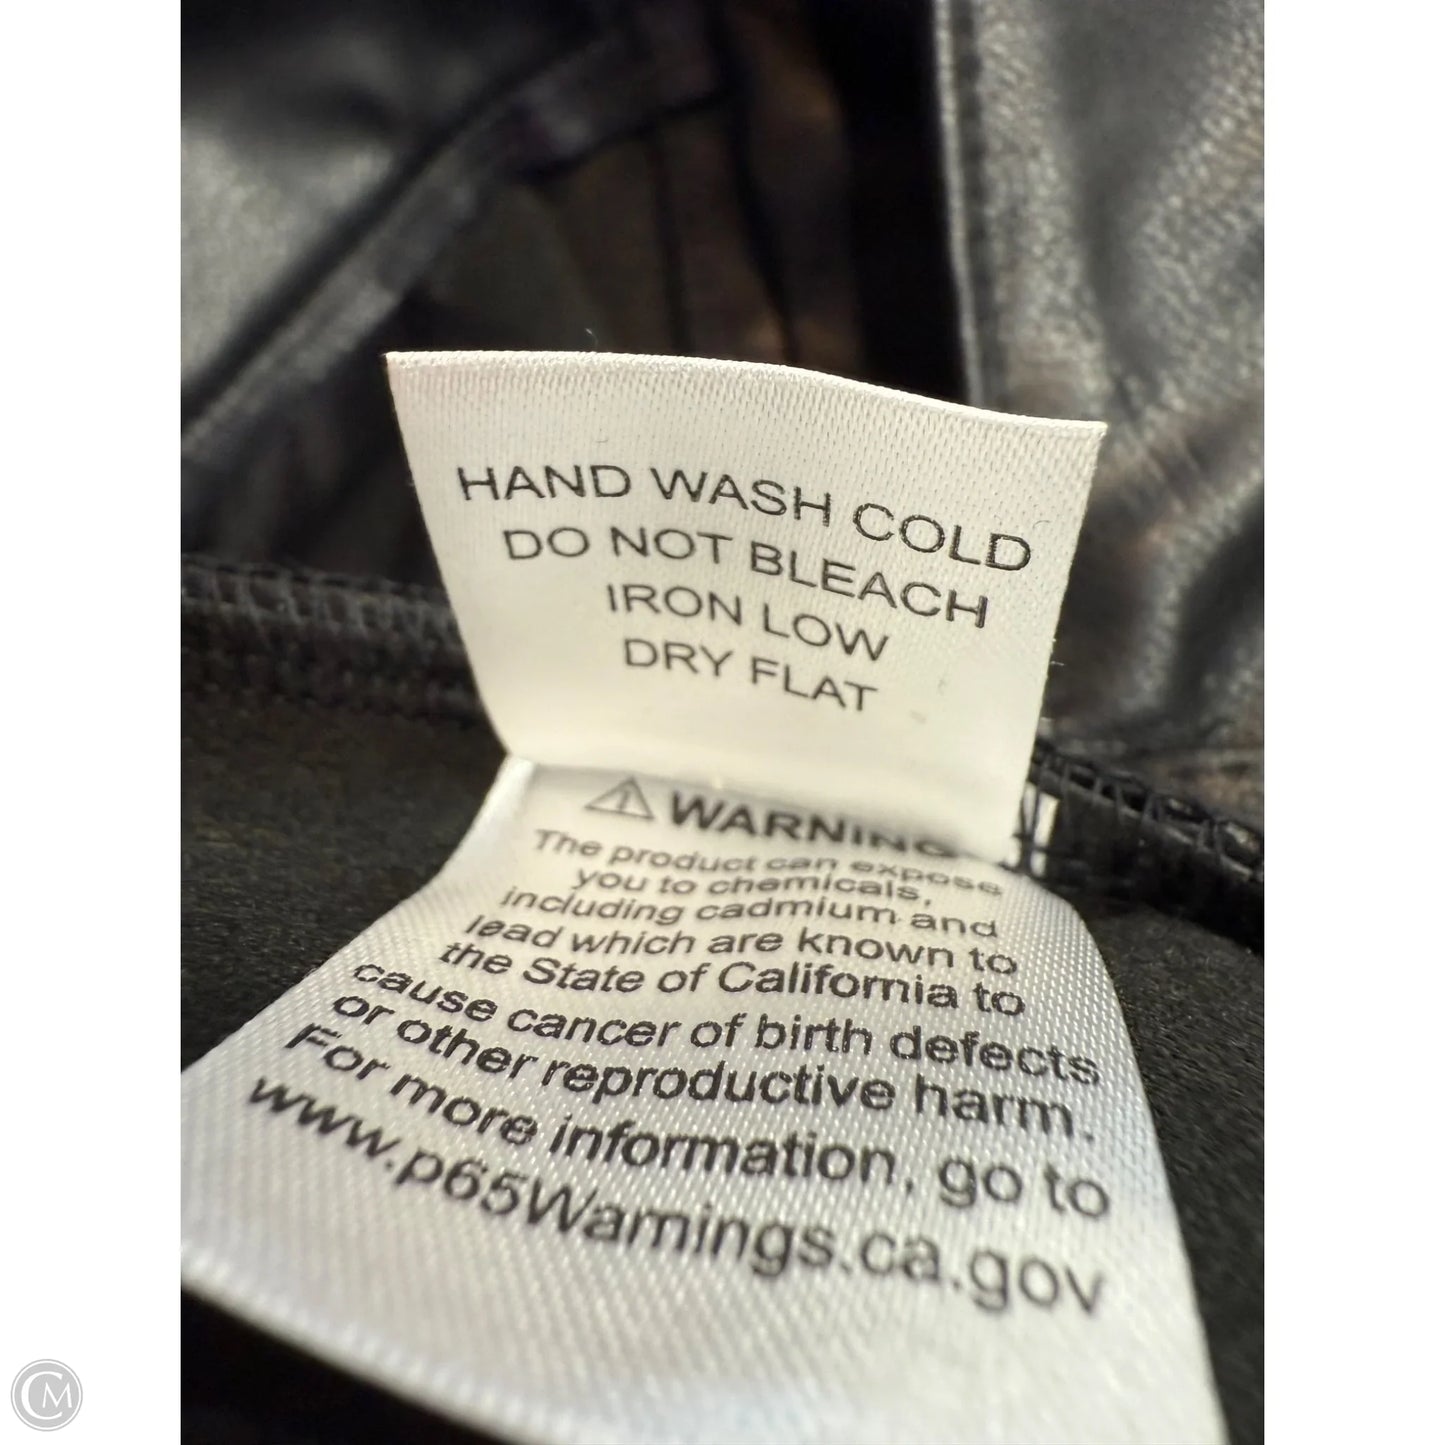 HAND WASH COLD
DO NOT BLEACH
IRON LOW
DRY FLAT
WARNING
The product can expose
you to chemicals,
including cadmium and
lead which are known to
the State of California to
cause cancer of birth defects
or other reproductive harm.
For more information, go to
www.p65Warnings.ca.gov
CM